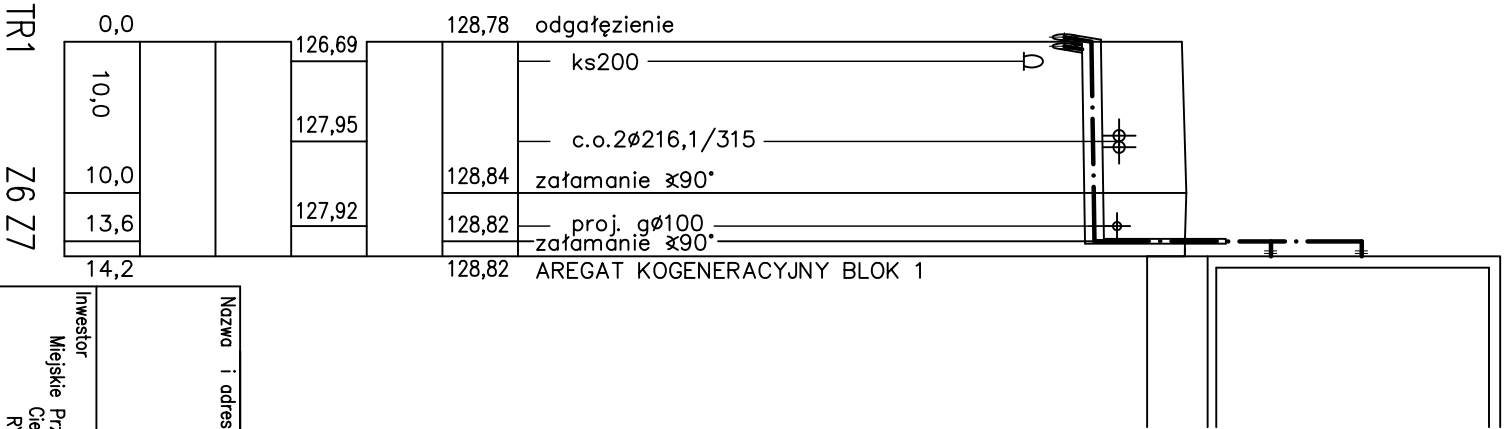 TR1
0,0
126,69
128,78 odgałęzienie
ks200
10,0
127,95
c.o.2ø216,1/315
Z6 Z7
10,0
128,84 załamanie ∢90°
13,6
127,92
128,82
proj. gø100
załamanie ∢90°
14,2
128,82 AREGAT KOGENERACYJNY BLOK 1
Nazwa i adres
Inwestor
Miejskie Prz
Cie
R